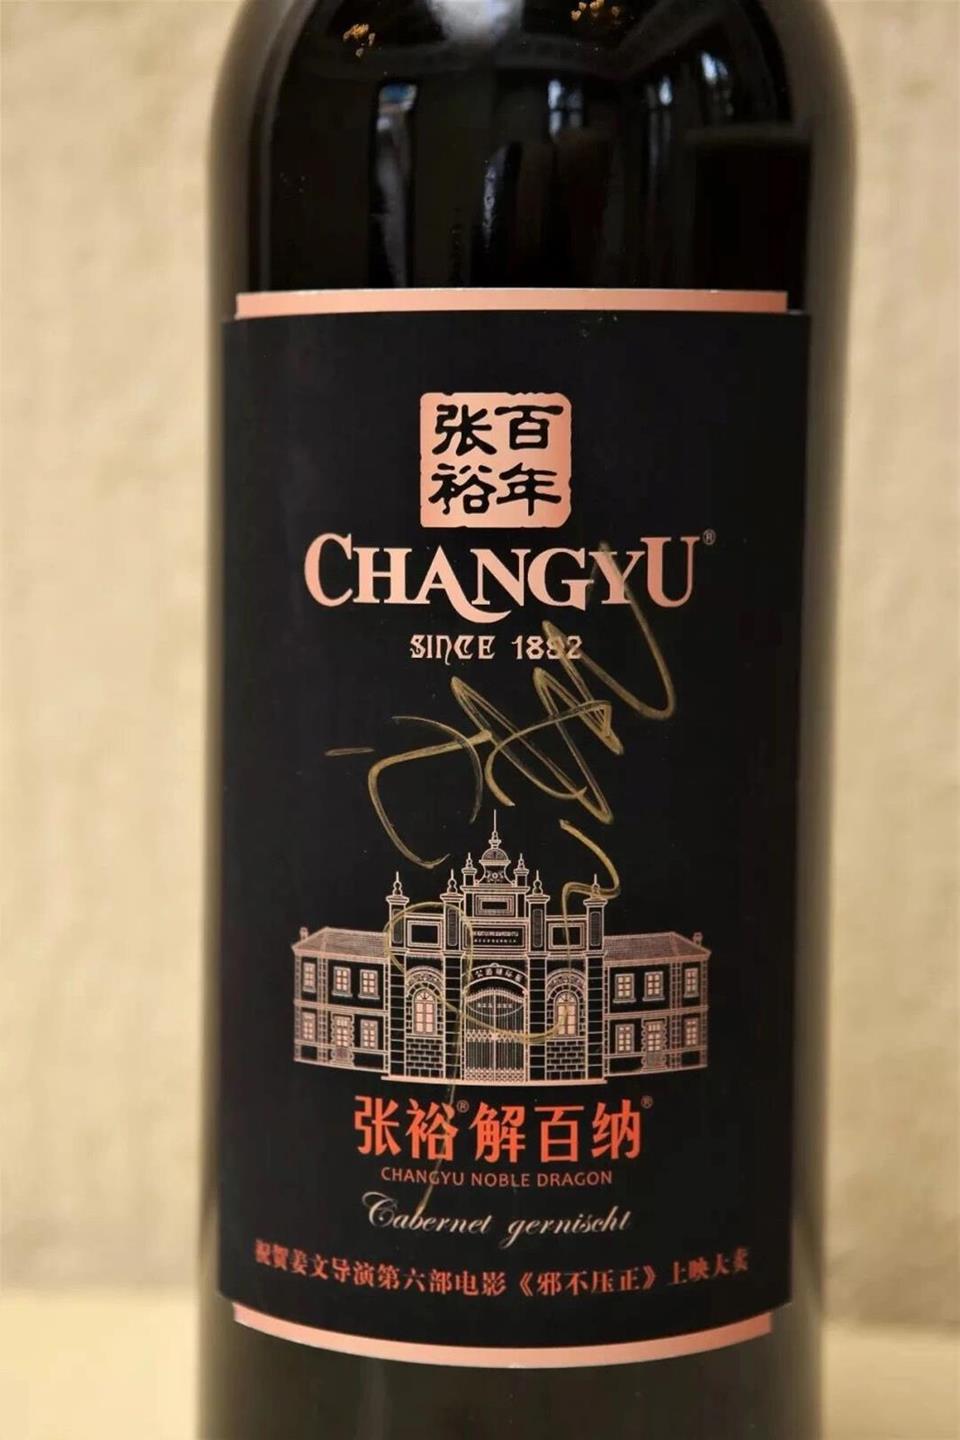 百年
张裕
CHANGYU®
SINCE 1892
张裕®解百纳®
CHANGYU NOBLE DRAGON
Cabernet gernischt
祝贺姜文导演第六部电影《邪不压正》上映大卖